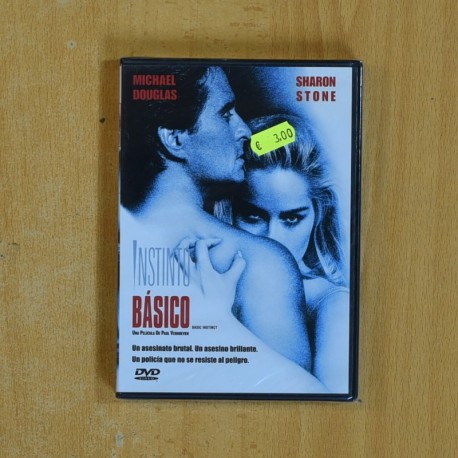 MICHAEL
DOUGLAS
SHARON
STONE
€ 3,00
INSTINTO
BÁSICO
BASIC INSTINCT
UNA PELÍCULA DE PAUL VERHOEVEN
Un asesinato brutal. Un asesino brillante.
Un policía que no se resiste al peligro.
DVD